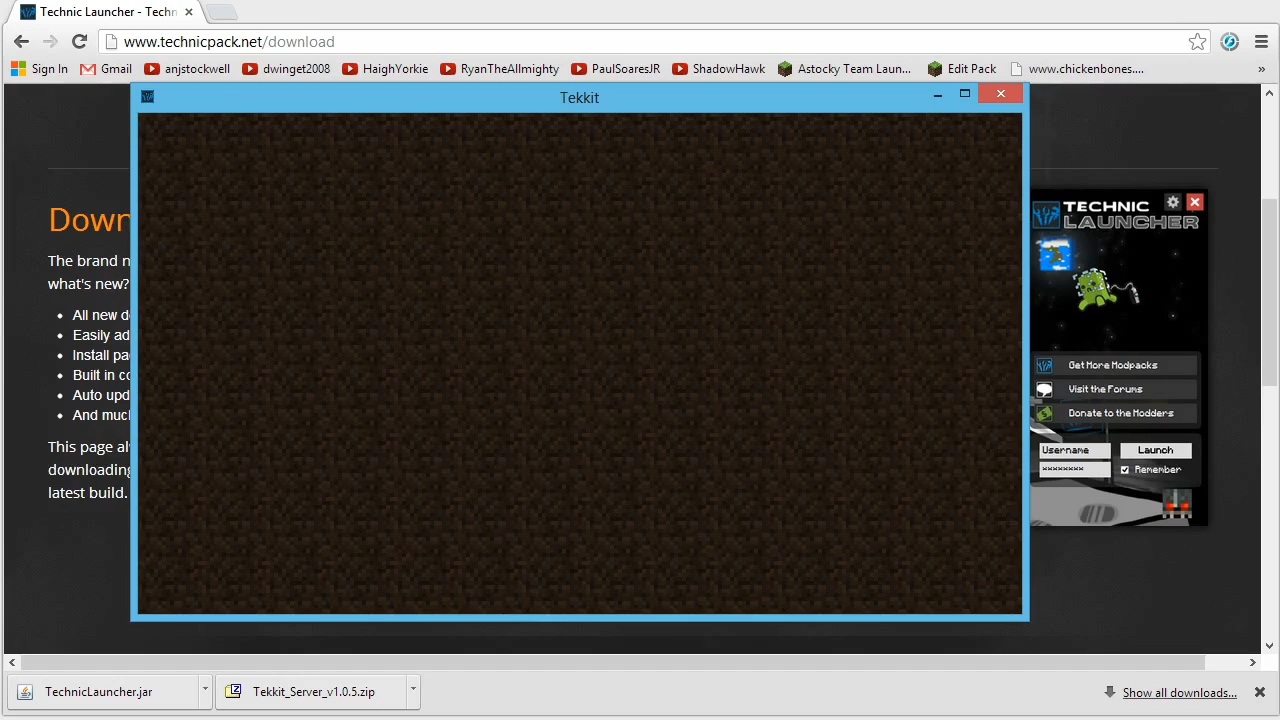 Technic Launcher - Techn
www.technicpack.net/download
Sign In
Gmail
anjstockwell
dwinget2008
HaighYorkie
RyanTheAllmighty
PaulSoaresJR
ShadowHawk
Astocky Team Laun...
Edit Pack
www.chickenbones....
»
Tekkit
Down
The brand n
what's new?
All new de
Easily ad
Install pa
Built in co
Auto upd
And much
This page al
downloading
latest build.
TECHNIC
LAUNCHER
Get More Modpacks
Visit the Forums
Donate to the Modders
Username
Launch
********
Remember
TechnicLauncher.jar
Tekkit_Server_v1.0.5.zip
Show all downloads...